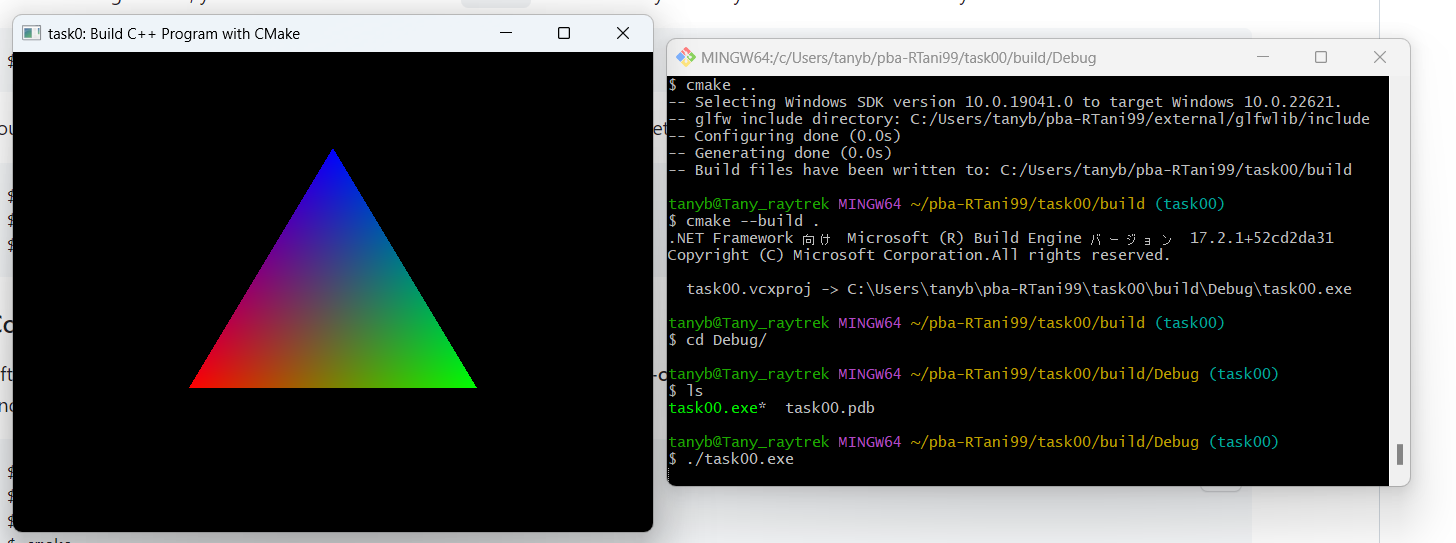 task0: Build C++ Program with CMake
MINGW64:/c/Users/tanyb/pba-RTani99/task00/build/Debug
$ cmake ..
-- Selecting Windows SDK version 10.0.19041.0 to target Windows 10.0.22621.
-- glfw include directory: C:/Users/tanyb/pba-RTani99/external/glfwlib/include
-- Configuring done (0.0s)
-- Generating done (0.0s)
-- Build files have been written to: C:/Users/tanyb/pba-RTani99/task00/build
tanyb@Tany_raytrek MINGW64 ~/pba-RTani99/task00/build (task00)
$ cmake --build .
.NET Framework 向け Microsoft (R) Build Engine バージョン 17.2.1+52cd2da31
Copyright (C) Microsoft Corporation.All rights reserved.
task00.vcxproj -> C:\Users\tanyb\pba-RTani99\task00\build\Debug\task00.exe
tanyb@Tany_raytrek MINGW64 ~/pba-RTani99/task00/build (task00)
$ cd Debug/
tanyb@Tany_raytrek MINGW64 ~/pba-RTani99/task00/build/Debug (task00)
$ ls
task00.exe* task00.pdb
tanyb@Tany_raytrek MINGW64 ~/pba-RTani99/task00/build/Debug (task00)
$ ./task00.exe